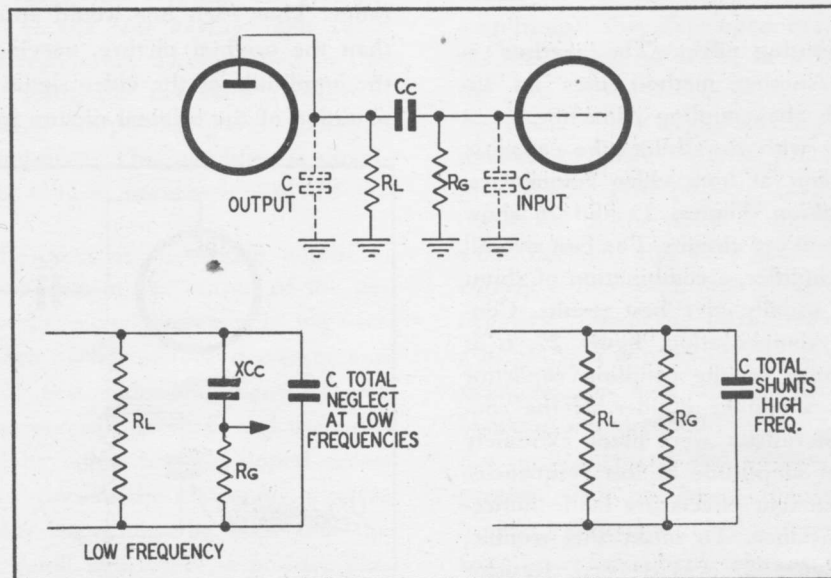 Cc
C
OUTPUT
RL
RG
C
INPUT
RL
XCc
RG
C TOTAL
NEGLECT
AT LOW
FREQUENCIES
LOW FREQUENCY
RL
RG
C TOTAL
SHUNTS
HIGH
FREQ.